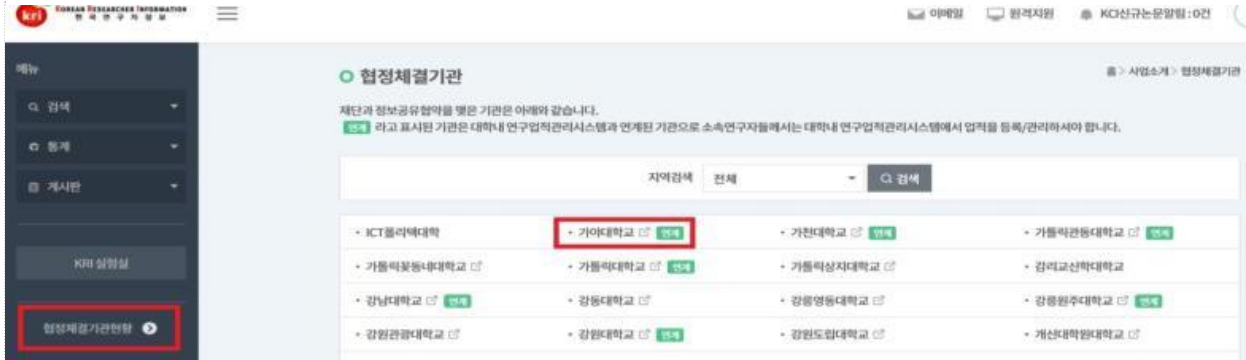 kri KOREAN RESEARCHER INFORMATION
한 국 연 구 자 정 보
이메일 원격지원 KCI신규논문알림:0건
메뉴
검색
통계
게시판
KRI 실험실
협정체결기관현황
협정체결기관
홈 > 사업소개 > 협정체결기관
재단과 정보공유협약을 맺은 기관은 아래와 같습니다.
연계 라고 표시된 기관은 대학내 연구업적관리시스템과 연계된 기관으로 소속연구자들께서는 대학내 연구업적관리시스템에서 업적을 등록/관리하셔야 합니다.
지역검색 전체 검색
• ICT폴리텍대학 • 가야대학교 연계 • 가천대학교 연계 • 가톨릭관동대학교 연계
• 가톨릭꽃동네대학교 • 가톨릭대학교 연계 • 가톨릭상지대학교 • 감리교신학대학교
• 강남대학교 연계 • 강동대학교 • 강릉영동대학교 • 강릉원주대학교 연계
• 강원관광대학교 • 강원대학교 연계 • 강원도립대학교 • 개신대학원대학교